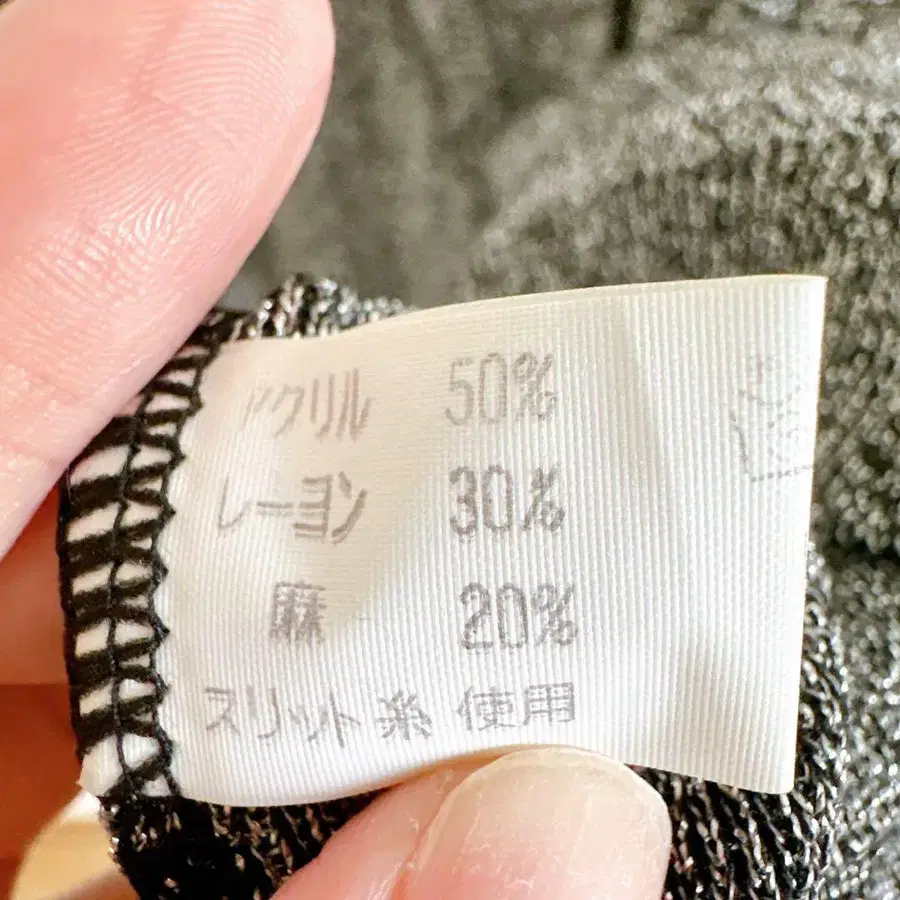 アクリル 50%
レーヨン 30%
麻 20%
スリット糸 使用